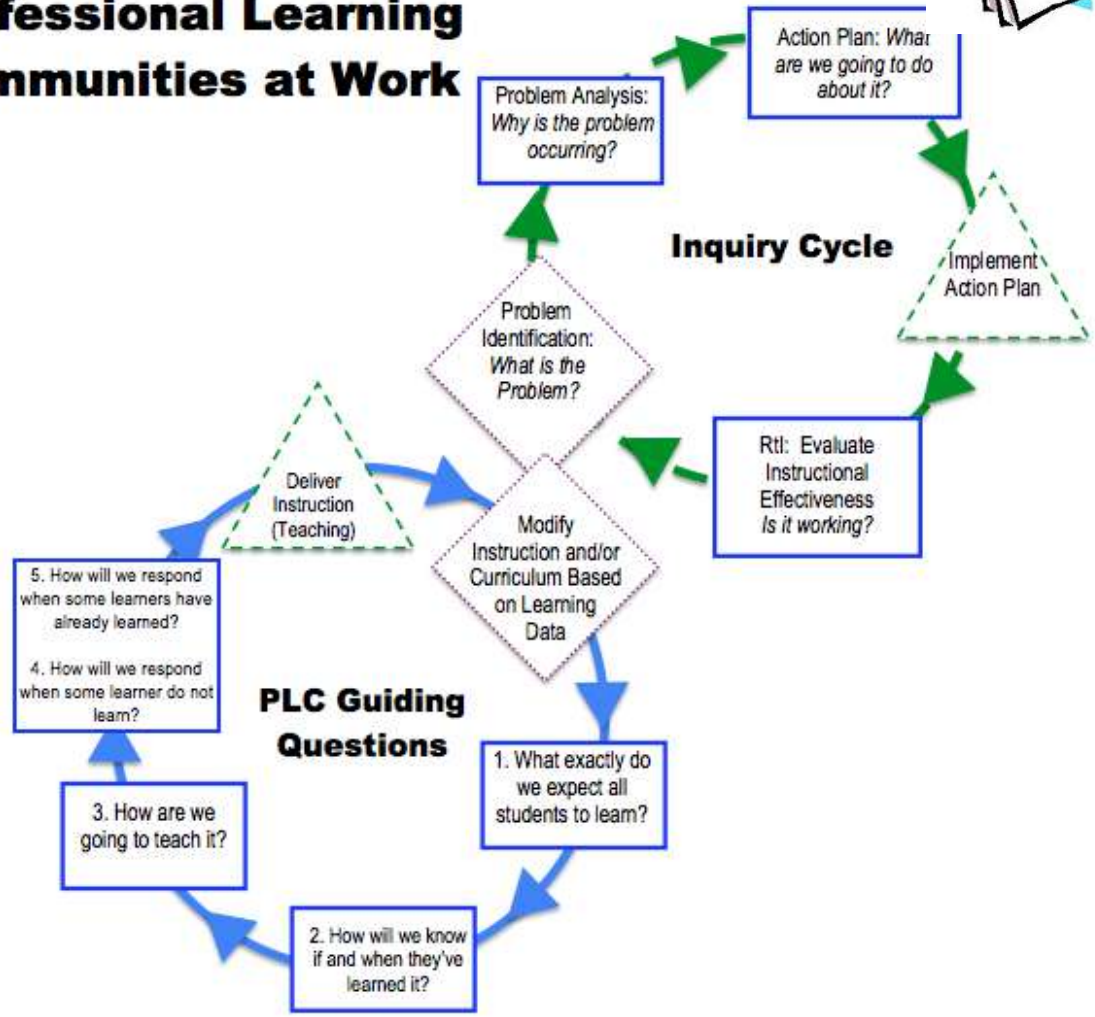 fessional Learning
mmunities at Work
Action Plan: What
are we going to do
about it?
Problem Analysis:
Why is the problem
occurring?
Inquiry Cycle
Implement
Action Plan
Problem
Identification:
What is the
Problem?
RtI: Evaluate
Instructional
Effectiveness
Is it working?
Deliver
Instruction
(Teaching)
Modify
Instruction and/or
Curriculum Based
on Learning
Data
5. How will we respond
when some learners have
already learned?
4. How will we respond
when some learner do not
learn?
PLC Guiding
Questions
1. What exactly do
we expect all
students to learn?
3. How are we
going to teach it?
2. How will we know
if and when they've
learned it?